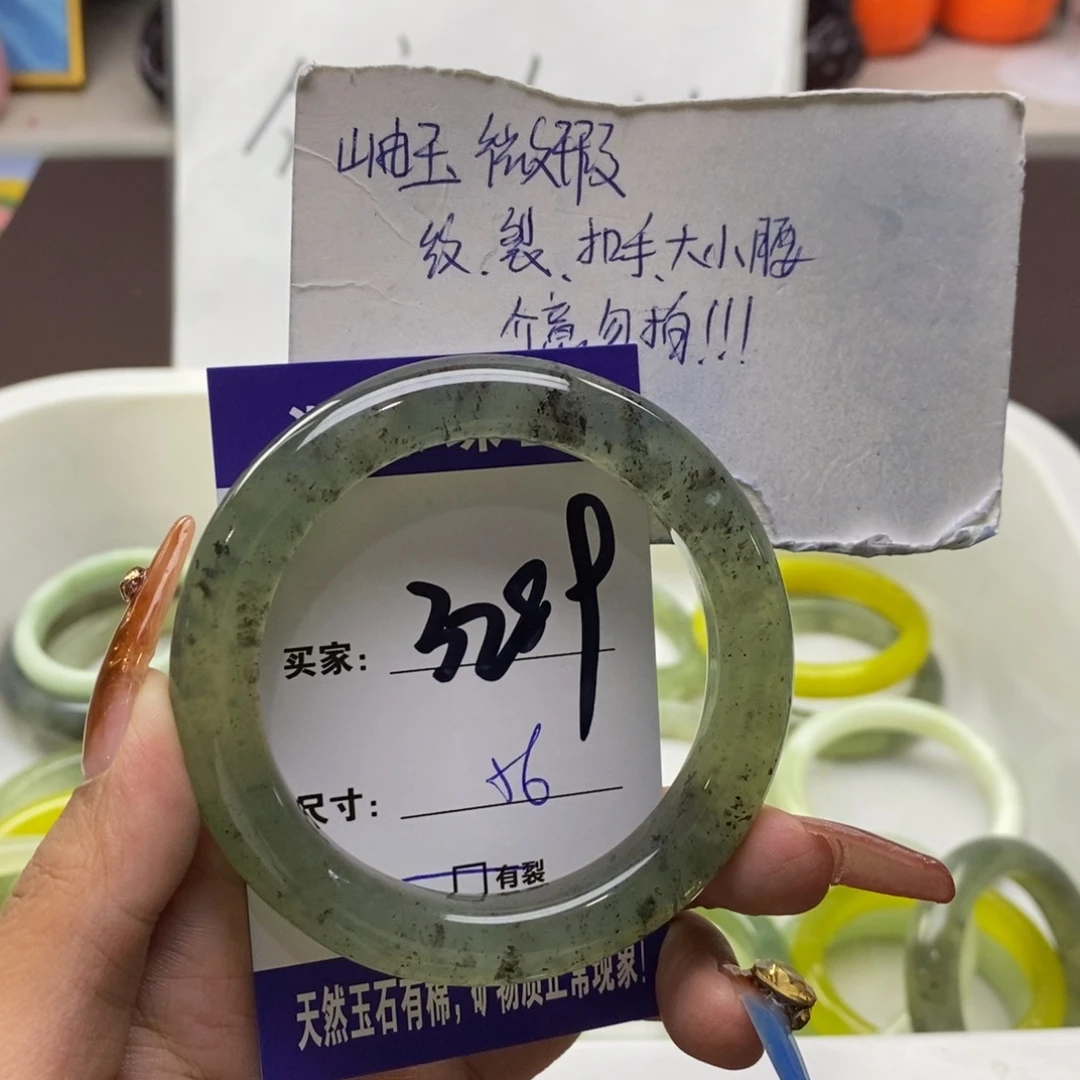 岫玉 微瑕
纹、裂、扣手、大小腰
介意勿拍!!!
买家:
尺寸: 56
有裂
天然玉石有棉,矿物质正常现象!